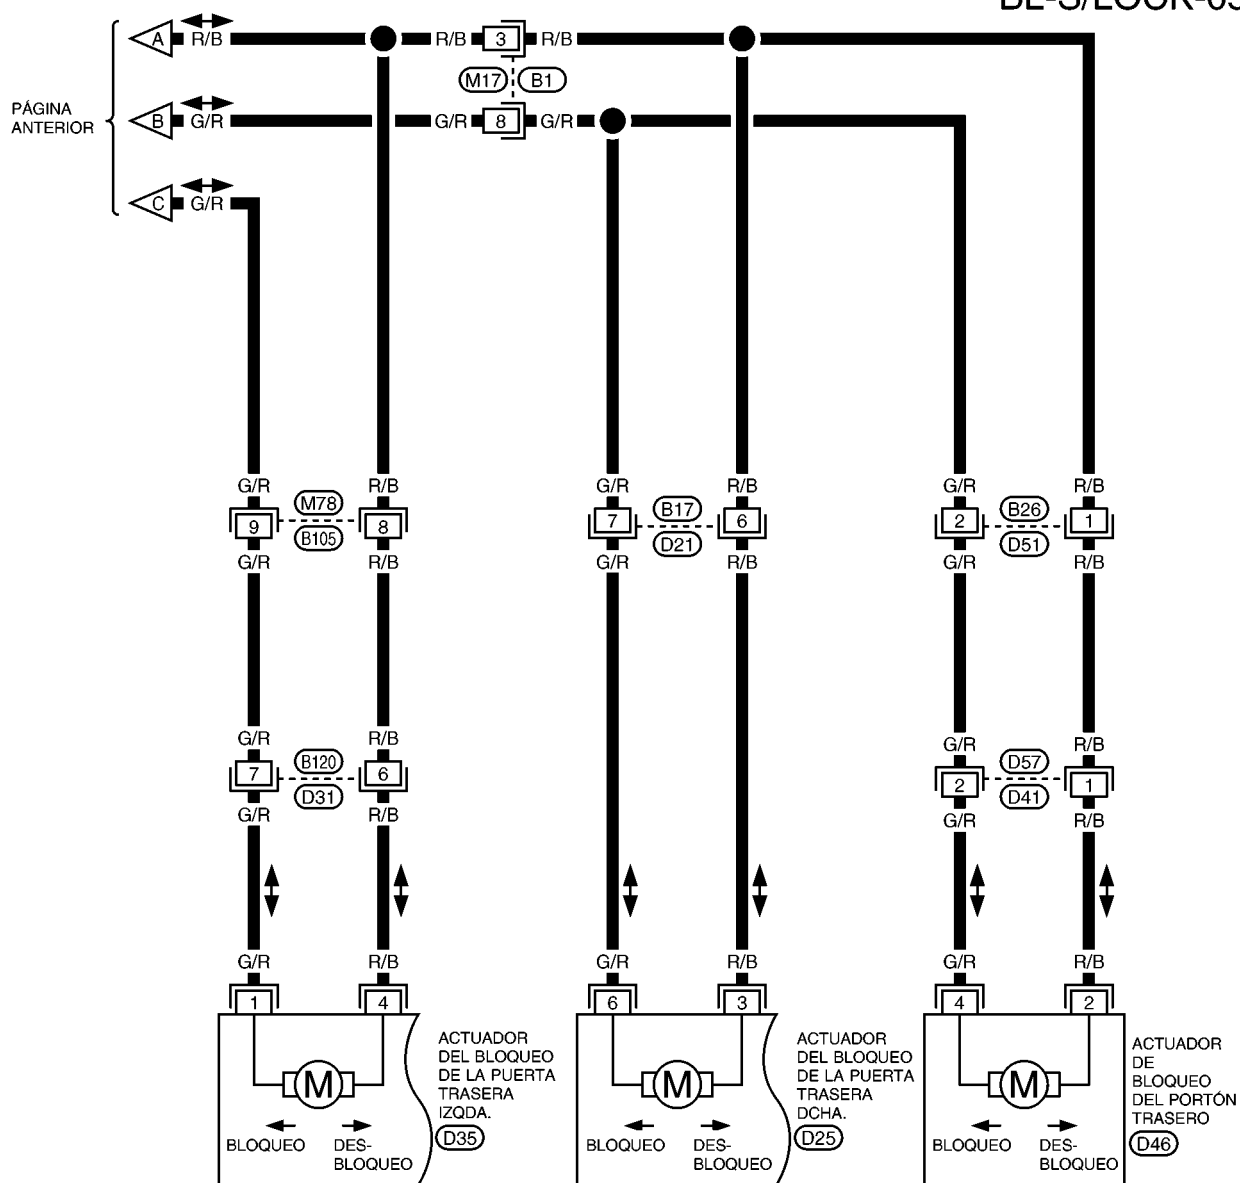 BL-S/LOCK-03
A R/B R/B 3 R/B
M17 B1
PÁGINA
ANTERIOR
B G/R G/R 8 G/R
C G/R
G/R R/B G/R R/B G/R R/B
M78 B17 B26
9 8 7 6 2 1
B105 D21 D51
G/R R/B G/R R/B G/R R/B
G/R R/B G/R R/B
B120 D57
7 6 2 1
D31 D41
G/R R/B G/R R/B
G/R R/B G/R R/B G/R R/B
1 4 6 3 4 2
M
ACTUADOR
DEL BLOQUEO
DE LA PUERTA
TRASERA
IZQDA.
D35
BLOQUEO
DES-
BLOQUEO
M
ACTUADOR
DEL BLOQUEO
DE LA PUERTA
TRASERA
DCHA.
D25
BLOQUEO
DES-
BLOQUEO
M
ACTUADOR
DE
BLOQUEO
DEL PORTÓN
TRASERO
D46
BLOQUEO
DES-
BLOQUEO